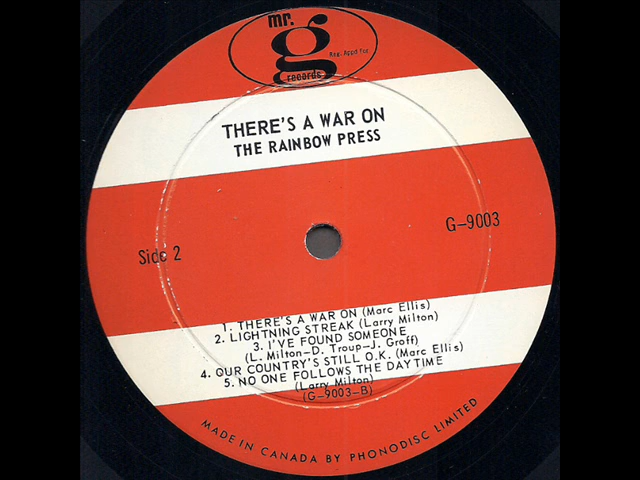 mr.
g
records
Reg. Appd for
THERE'S A WAR ON
THE RAINBOW PRESS
G-9003
Side 2
1. THERE'S A WAR ON (Marc Ellis)
2. LIGHTNING STREAK (Larry Milton)
3. I'VE FOUND SOMEONE
(L. Milton-D. Troup-J. Groff)
4. OUR COUNTRY'S STILL O.K. (Marc Ellis)
5. NO ONE FOLLOWS THE DAYTIME
(Larry Milton)
(G-9003-B)
MADE IN CANADA BY PHONODISC LIMITED